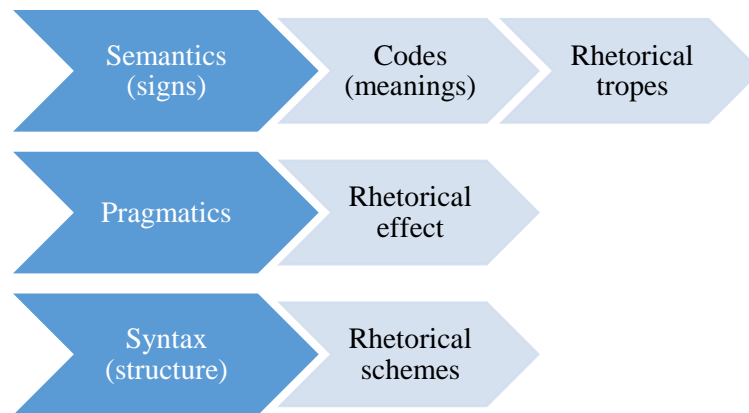 Semantics
(signs)
Codes
(meanings)
Rhetorical
tropes
Pragmatics
Rhetorical
effect
Syntax
(structure)
Rhetorical
schemes